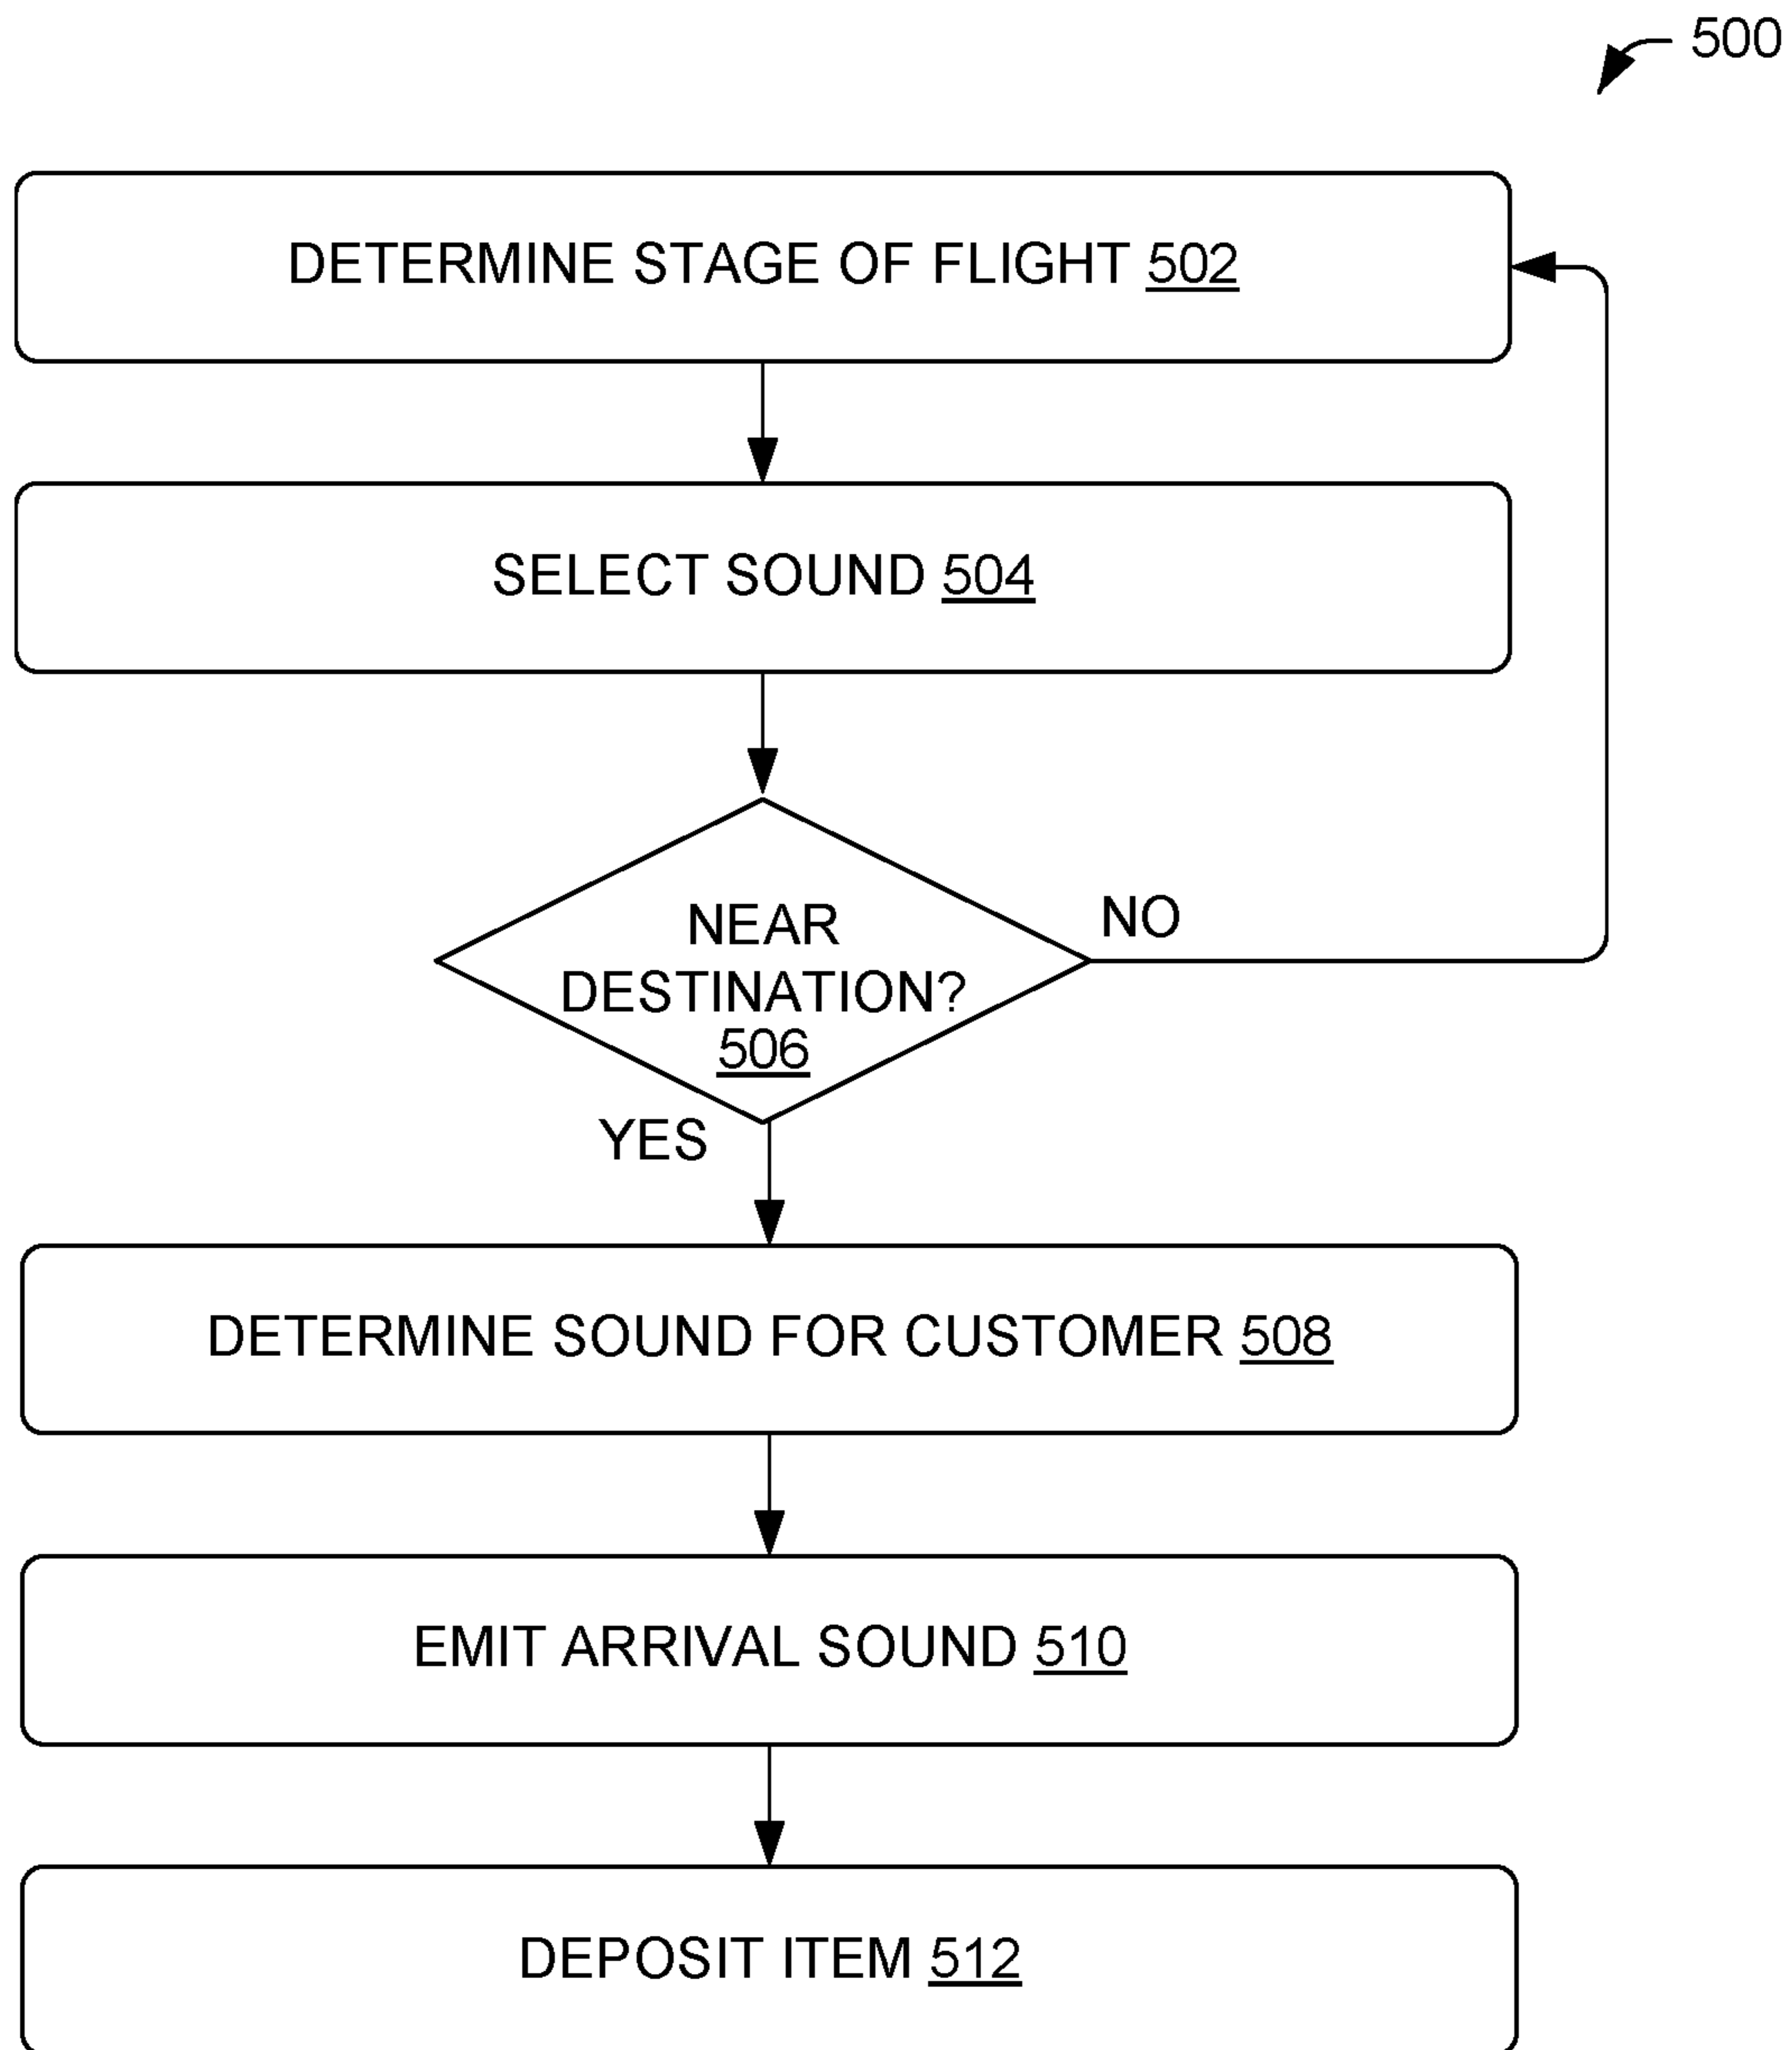 500
DETERMINE STAGE OF FLIGHT 502
SELECT SOUND 504
NEAR
DESTINATION?
506
NO
YES
DETERMINE SOUND FOR CUSTOMER 508
EMIT ARRIVAL SOUND 510
DEPOSIT ITEM 512